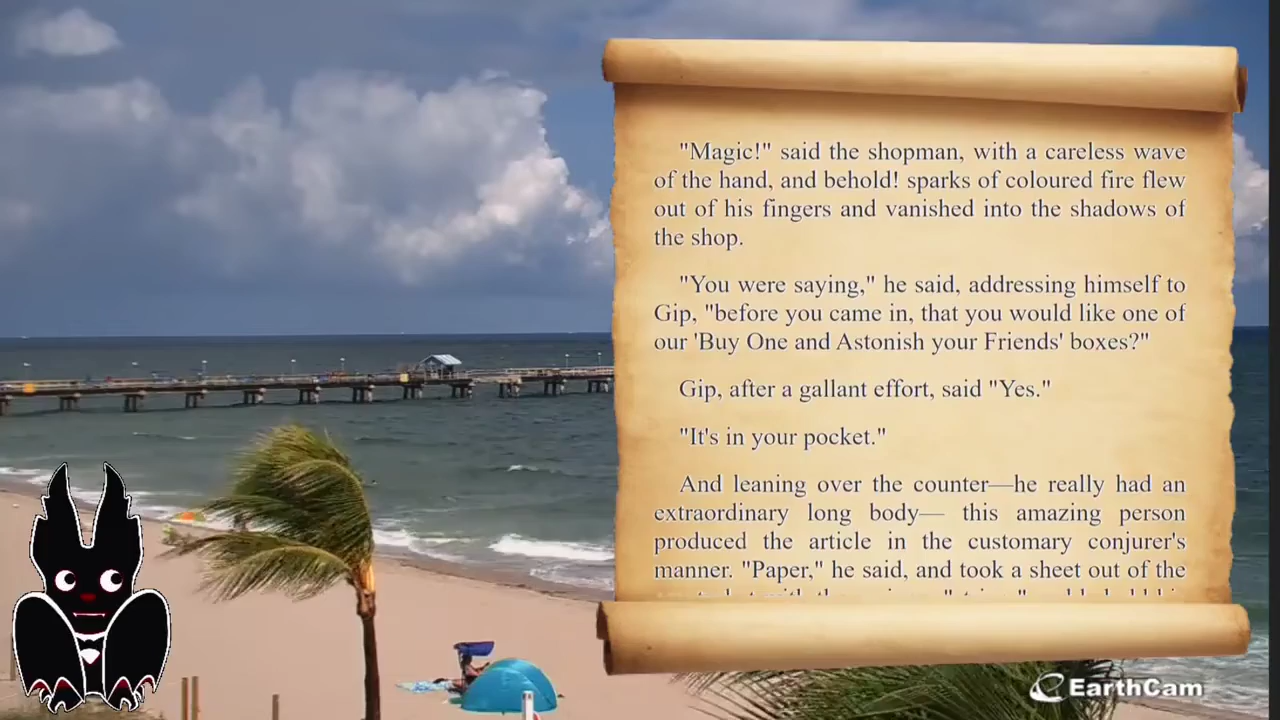 "Magic!" said the shopman, with a careless wave
of the hand, and behold! sparks of coloured fire flew
out of his fingers and vanished into the shadows of
the shop.
"You were saying," he said, addressing himself to
Gip, "before you came in, that you would like one of
our 'Buy One and Astonish your Friends' boxes?"
Gip, after a gallant effort, said "Yes."
"It's in your pocket."
And leaning over the counter—he really had an
extraordinary long body— this amazing person
produced the article in the customary conjurer's
manner. "Paper," he said, and took a sheet out of the
EarthCam